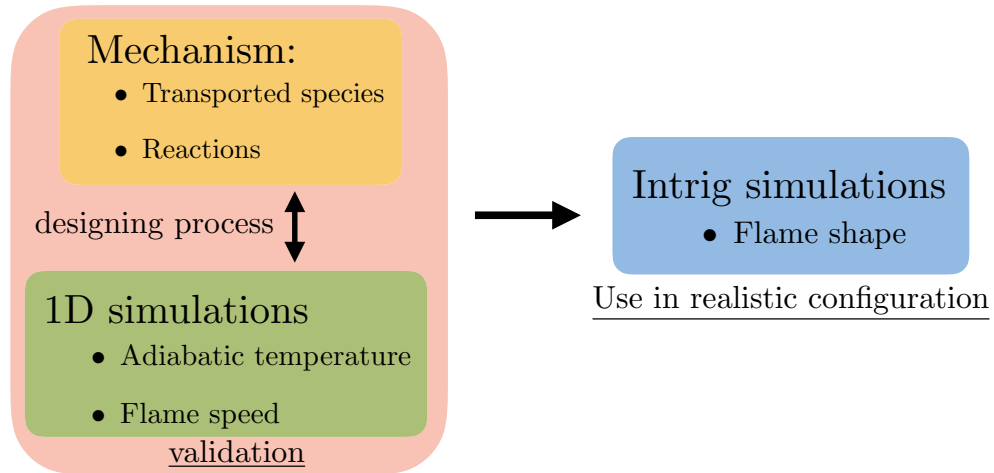 Mechanism:
• Transported species
• Reactions
designing process
1D simulations
• Adiabatic temperature
• Flame speed
validation
Intrig simulations
• Flame shape
Use in realistic configuration